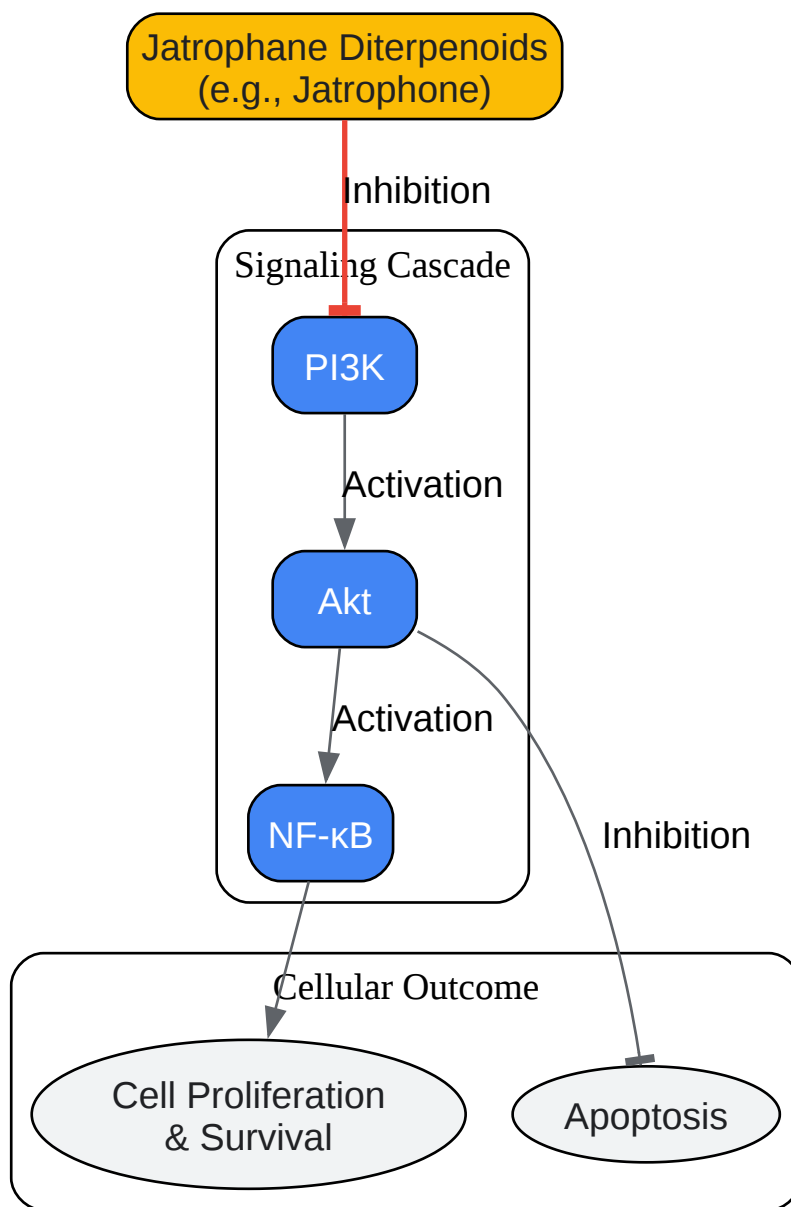 Jatrophane Diterpenoids
(e.g., Jatrophone)
Inhibition
Signaling Cascade
PI3K
Activation
Akt
Activation
NF-κB
Inhibition
Cellular Outcome
Cell Proliferation
& Survival
Apoptosis